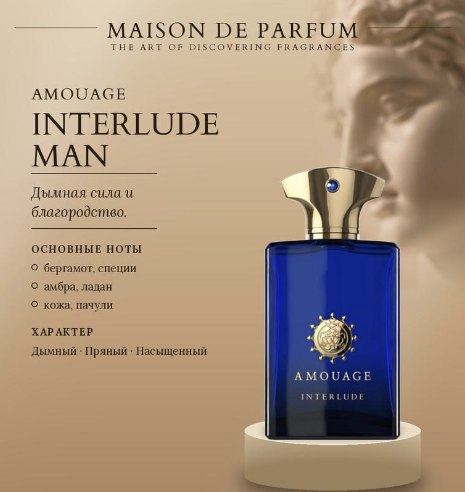 MAISON DE PARFUM
THE ART OF DISCOVERING FRAGRANCES
AMOUAGE
INTERLUDE
MAN
Дымная сила и
благородство.
ОСНОВНЫЕ НОТЫ
бергамот, специи
амбра, ладан
кожа, пачули
ХАРАКТЕР
Дымный · Пряный · Насыщенный
AMOUAGE
INTERLUDE